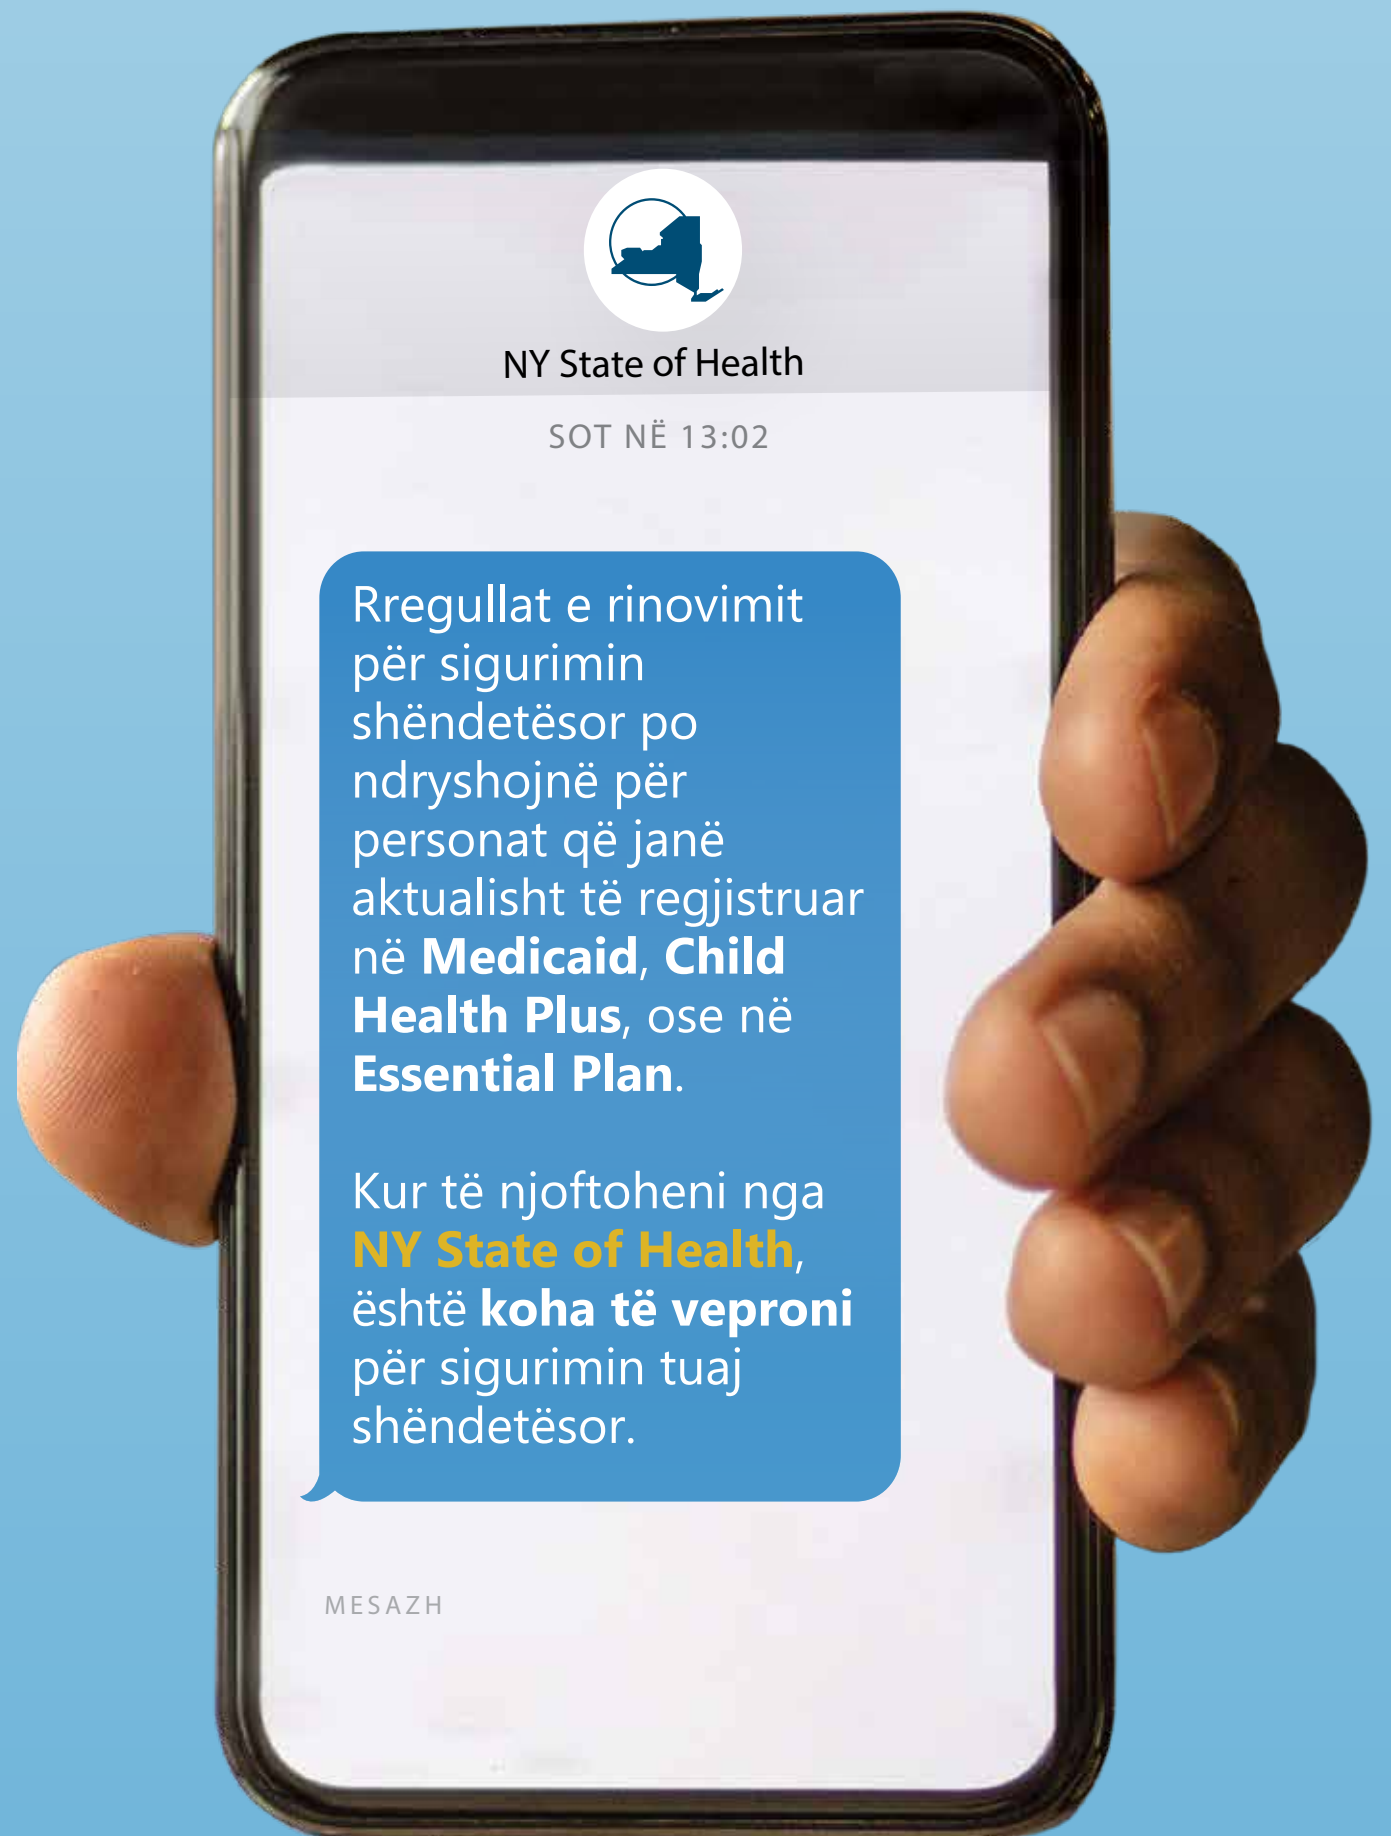 NY State of Health
SOT NË 13:02
Rregullat e rinovimit
për sigurimin
shëndetësor po
ndryshojnë për
personat që janë
aktualisht të regjistruar
në Medicaid, Child
Health Plus, ose në
Essential Plan.
Kur të njoftoheni nga
NY State of Health,
është koha të veproni
për sigurimin tuaj
shëndetësor.
MESAZH